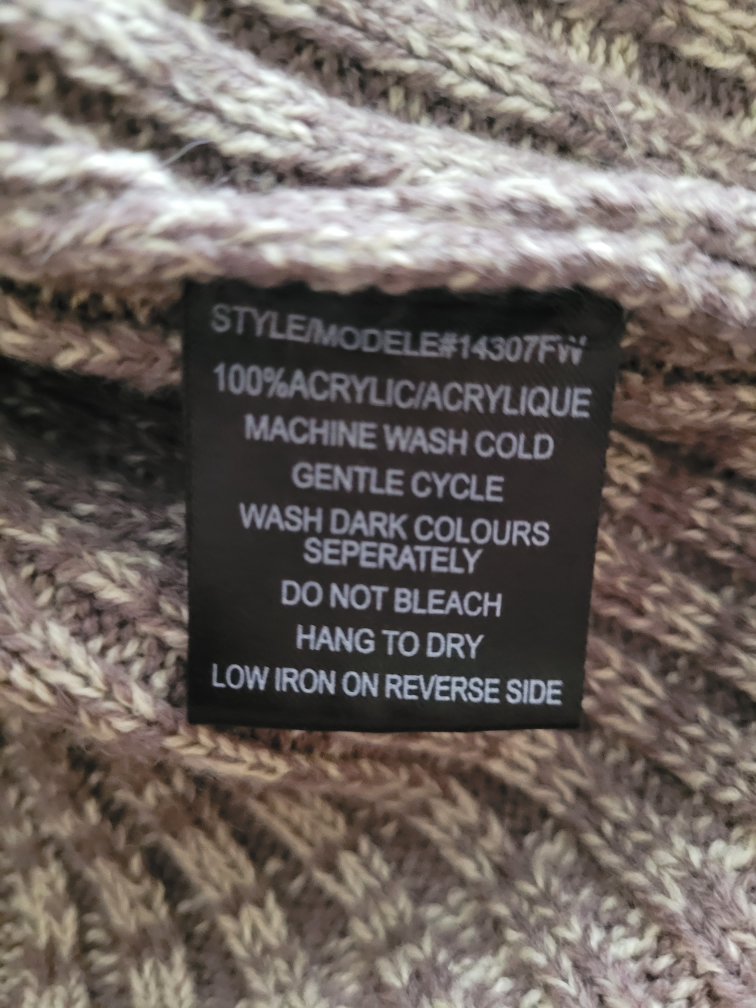 STYLE/MODELE#14307FW
100%ACRYLIC/ACRYLIQUE
MACHINE WASH COLD
GENTLE CYCLE
WASH DARK COLOURS
SEPERATELY
DO NOT BLEACH
HANG TO DRY
LOW IRON ON REVERSE SIDE